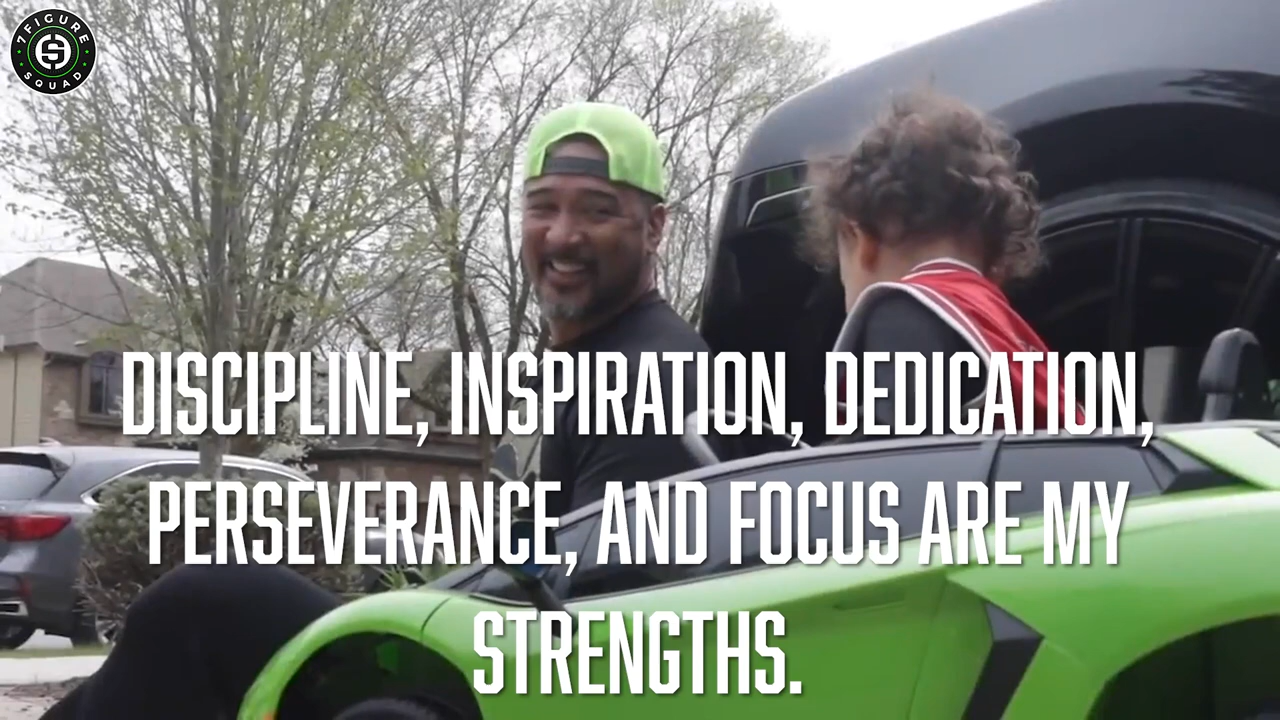 7FIGURE
SQUAD
DISCIPLINE, INSPIRATION, DEDICATION,
PERSEVERANCE, AND FOCUS ARE MY
STRENGTHS.